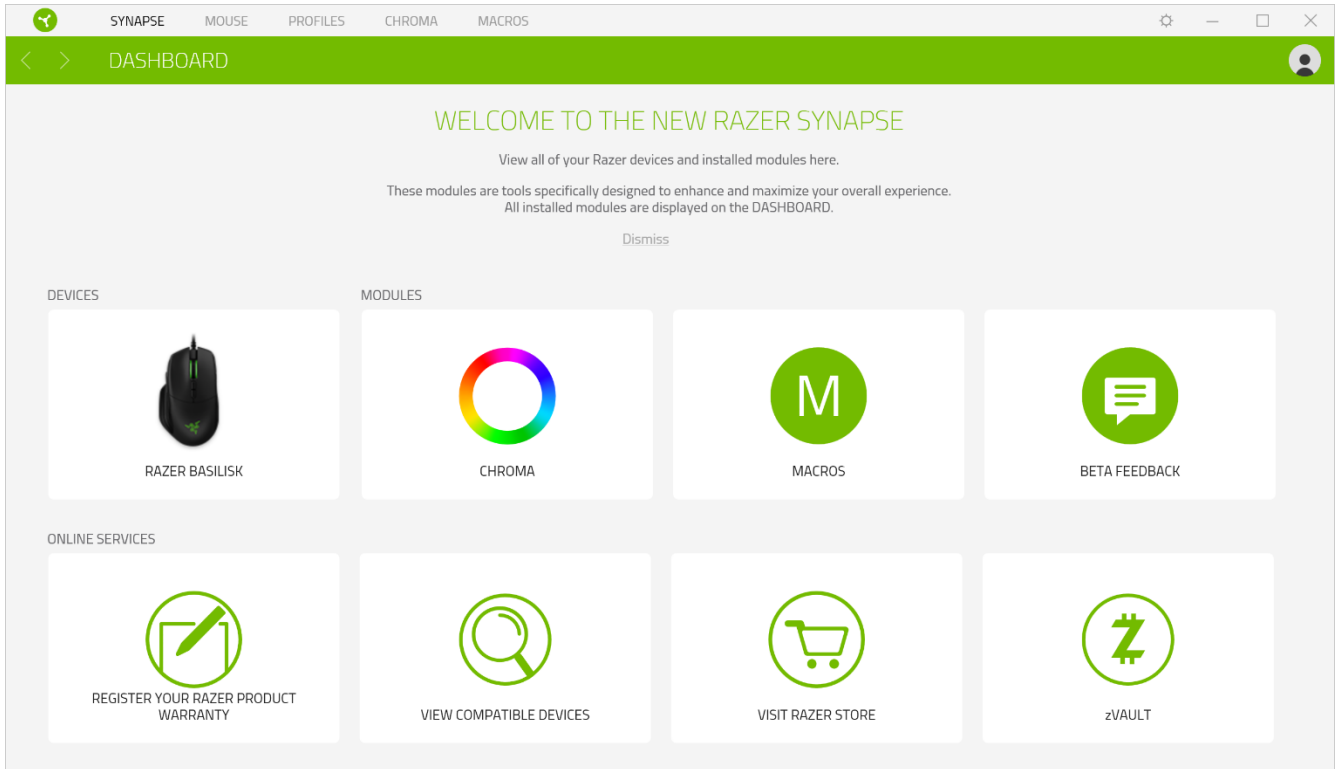 SYNAPSE MOUSE PROFILES CHROMA MACROS
DASHBOARD
WELCOME TO THE NEW RAZER SYNAPSE
View all of your Razer devices and installed modules here.
These modules are tools specifically designed to enhance and maximize your overall experience.
All installed modules are displayed on the DASHBOARD.
Dismiss
DEVICES MODULES
RAZER BASILISK
CHROMA
M
MACROS
BETA FEEDBACK
ONLINE SERVICES
REGISTER YOUR RAZER PRODUCT
WARRANTY
VIEW COMPATIBLE DEVICES
VISIT RAZER STORE
zVAULT